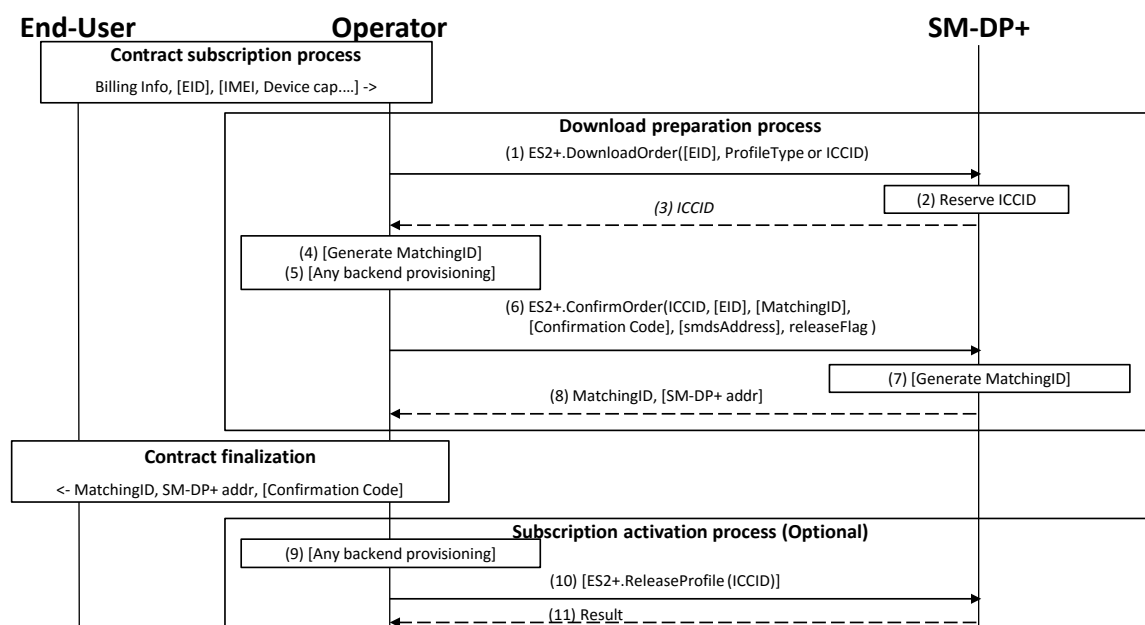 End-User
Operator
SM-DP+
Contract subscription process
Billing Info, [EID], [IMEI, Device cap....] ->
Download preparation process
(1) ES2+.DownloadOrder([EID], ProfileType or ICCID)
(2) Reserve ICCID
(3) ICCID
(4) [Generate MatchingID]
(5) [Any backend provisioning]
(6) ES2+.ConfirmOrder(ICCID, [EID], [MatchingID],
[Confirmation Code], [smdsAddress], releaseFlag )
(7) [Generate MatchingID]
(8) MatchingID, [SM-DP+ addr]
Contract finalization
<- MatchingID, SM-DP+ addr, [Confirmation Code]
Subscription activation process (Optional)
(9) [Any backend provisioning]
(10) [ES2+.ReleaseProfile (ICCID)]
(11) Result